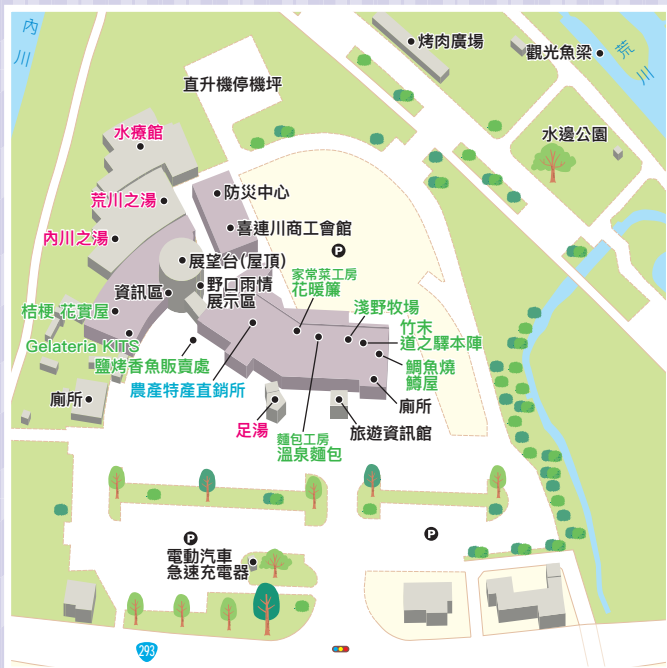 內川
烤肉廣場
觀光魚梁
荒川
直升機停機坪
水療館
水邊公園
防災中心
荒川之湯
喜連川商工會館
內川之湯
P
展望台(屋頂)
野口雨情
展示區
資訊區
家常菜工房
花暖簾
淺野牧場
桔梗 花實屋
竹末
道之驛本陣
Gelateria KITS
鹽烤香魚販賣處
鯛魚燒
鱒屋
農產特產直銷所
廁所
廁所
足湯
旅遊資訊館
麵包工房
溫泉麵包
P
P
電動汽車
急速充電器
293